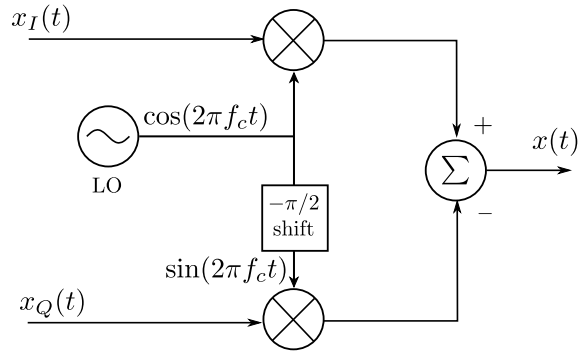 x_I(t)
cos(2πf_ct)
LO
+
x(t)
Σ
−π/2
shift
−
sin(2πf_ct)
x_Q(t)